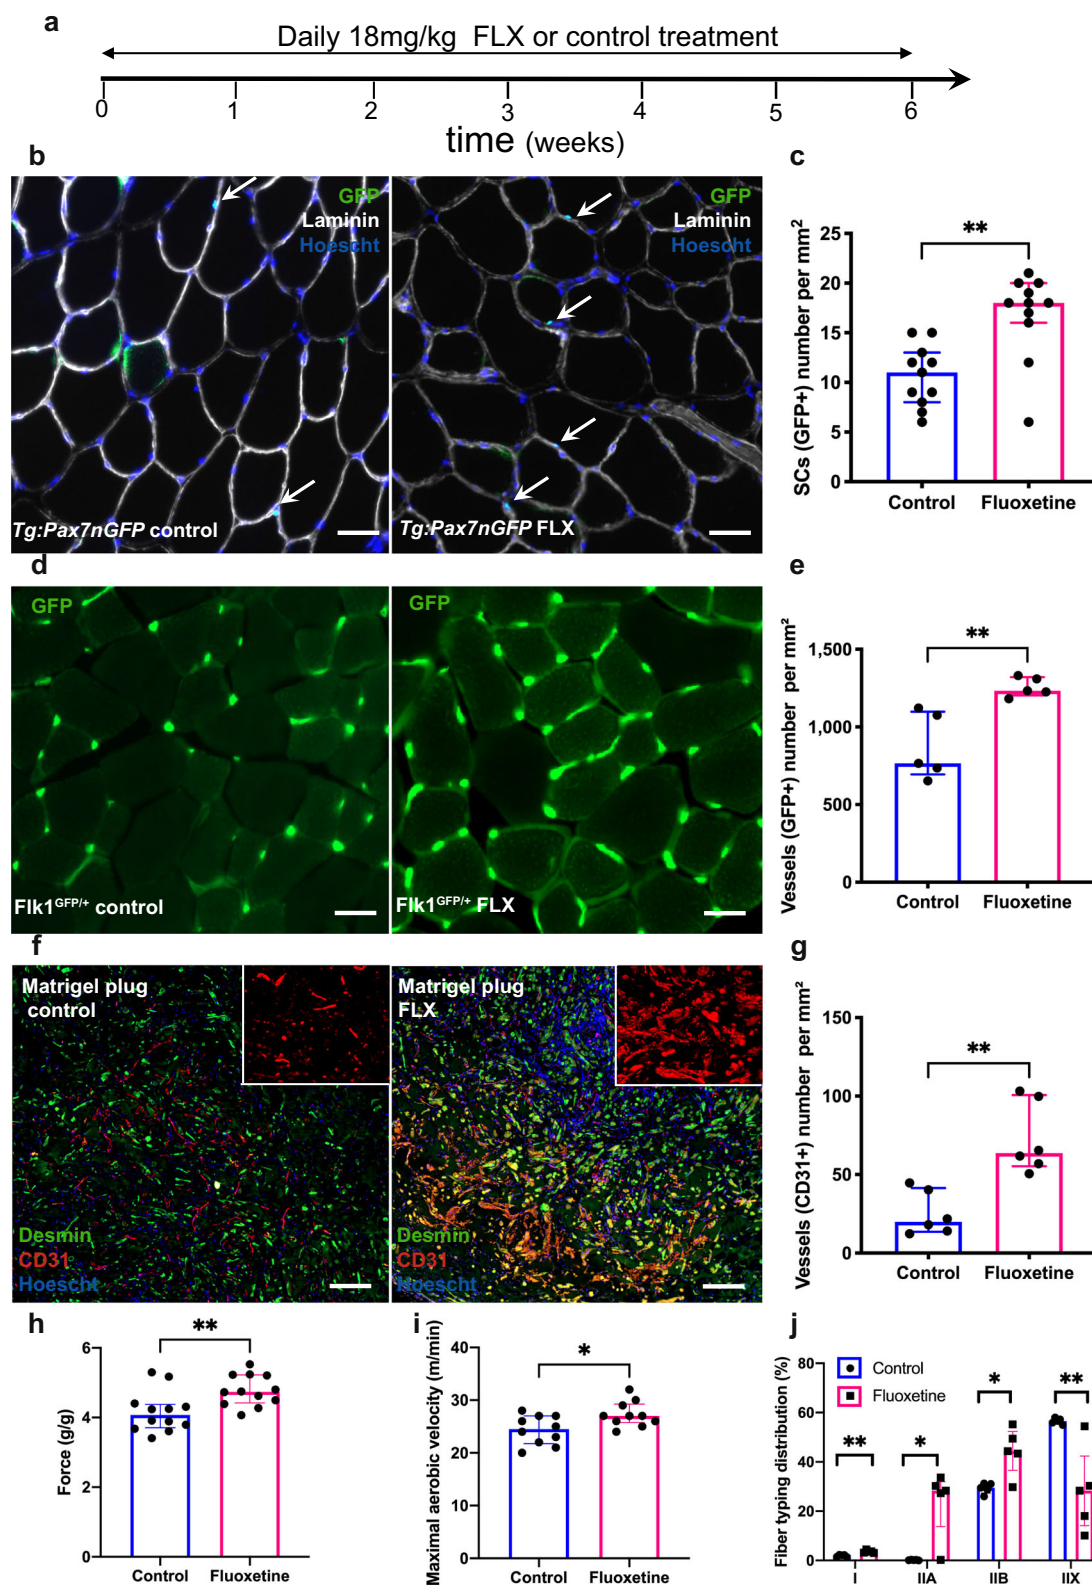 a
Daily 18mg/kg FLX or control treatment
0 1 2 3 4 5 6
time (weeks)
b
GFP
Laminin
Hoescht
Tg:Pax7nGFP control
GFP
Laminin
Hoescht
Tg:Pax7nGFP FLX
c
SCs (GFP+) number per mm²
25
20
15
10
5
0
**
Control Fluoxetine
d
GFP
Flk1GFP/+ control
GFP
Flk1GFP/+ FLX
e
Vessels (GFP+) number per mm²
1,500
1,000
500
0
**
Control Fluoxetine
f
Matrigel plug
control
Desmin
CD31
Hoescht
Matrigel plug
FLX
Desmin
CD31
Hoescht
g
Vessels (CD31+) number per mm²
150
100
50
0
**
Control Fluoxetine
h
Force (g/g)
6
4
2
0
**
Control Fluoxetine
i
Maximal aerobic velocity (m/min)
40
30
20
10
0
*
Control Fluoxetine
j
Fiber typing distribution (%)
80
60
40
20
0
Control
Fluoxetine
** * * **
I IIA IIB IIX